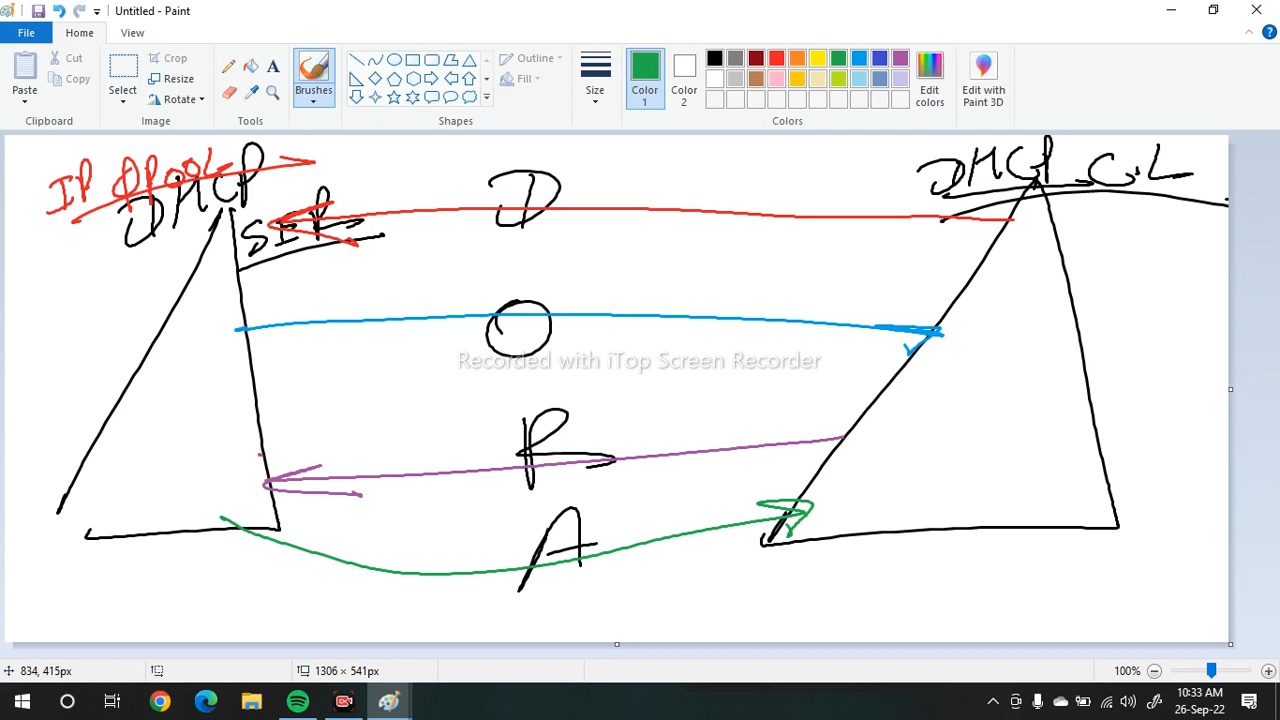 Untitled - Paint
File Home View
Paste
Cut
Copy
Clipboard
Select
Crop
Resize
Rotate
Image
A
Tools
Brushes
Outline
Fill
Shapes
Size
Color 1
Color 2
Edit colors
Edit with Paint 3D
Colors
IP
DHCP
DHCP
D
O
R
A
Recorded with iTop Screen Recorder
834, 415px
1306 × 541px
100%
10:33 AM
26-Sep-22